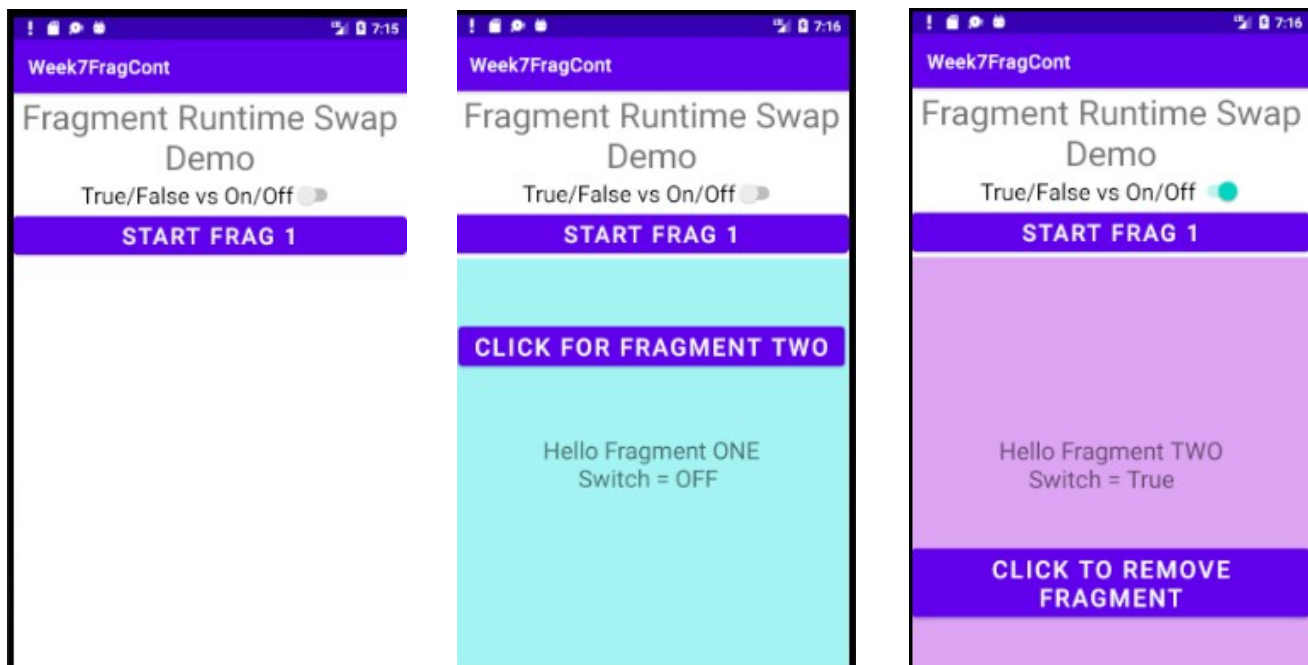 7:15
Week7FragCont
Fragment Runtime Swap
Demo
True/False vs On/Off
START FRAG 1
7:16
Week7FragCont
Fragment Runtime Swap
Demo
True/False vs On/Off
START FRAG 1
CLICK FOR FRAGMENT TWO
Hello Fragment ONE
Switch = OFF
7:16
Week7FragCont
Fragment Runtime Swap
Demo
True/False vs On/Off
START FRAG 1
Hello Fragment TWO
Switch = True
CLICK TO REMOVE
FRAGMENT